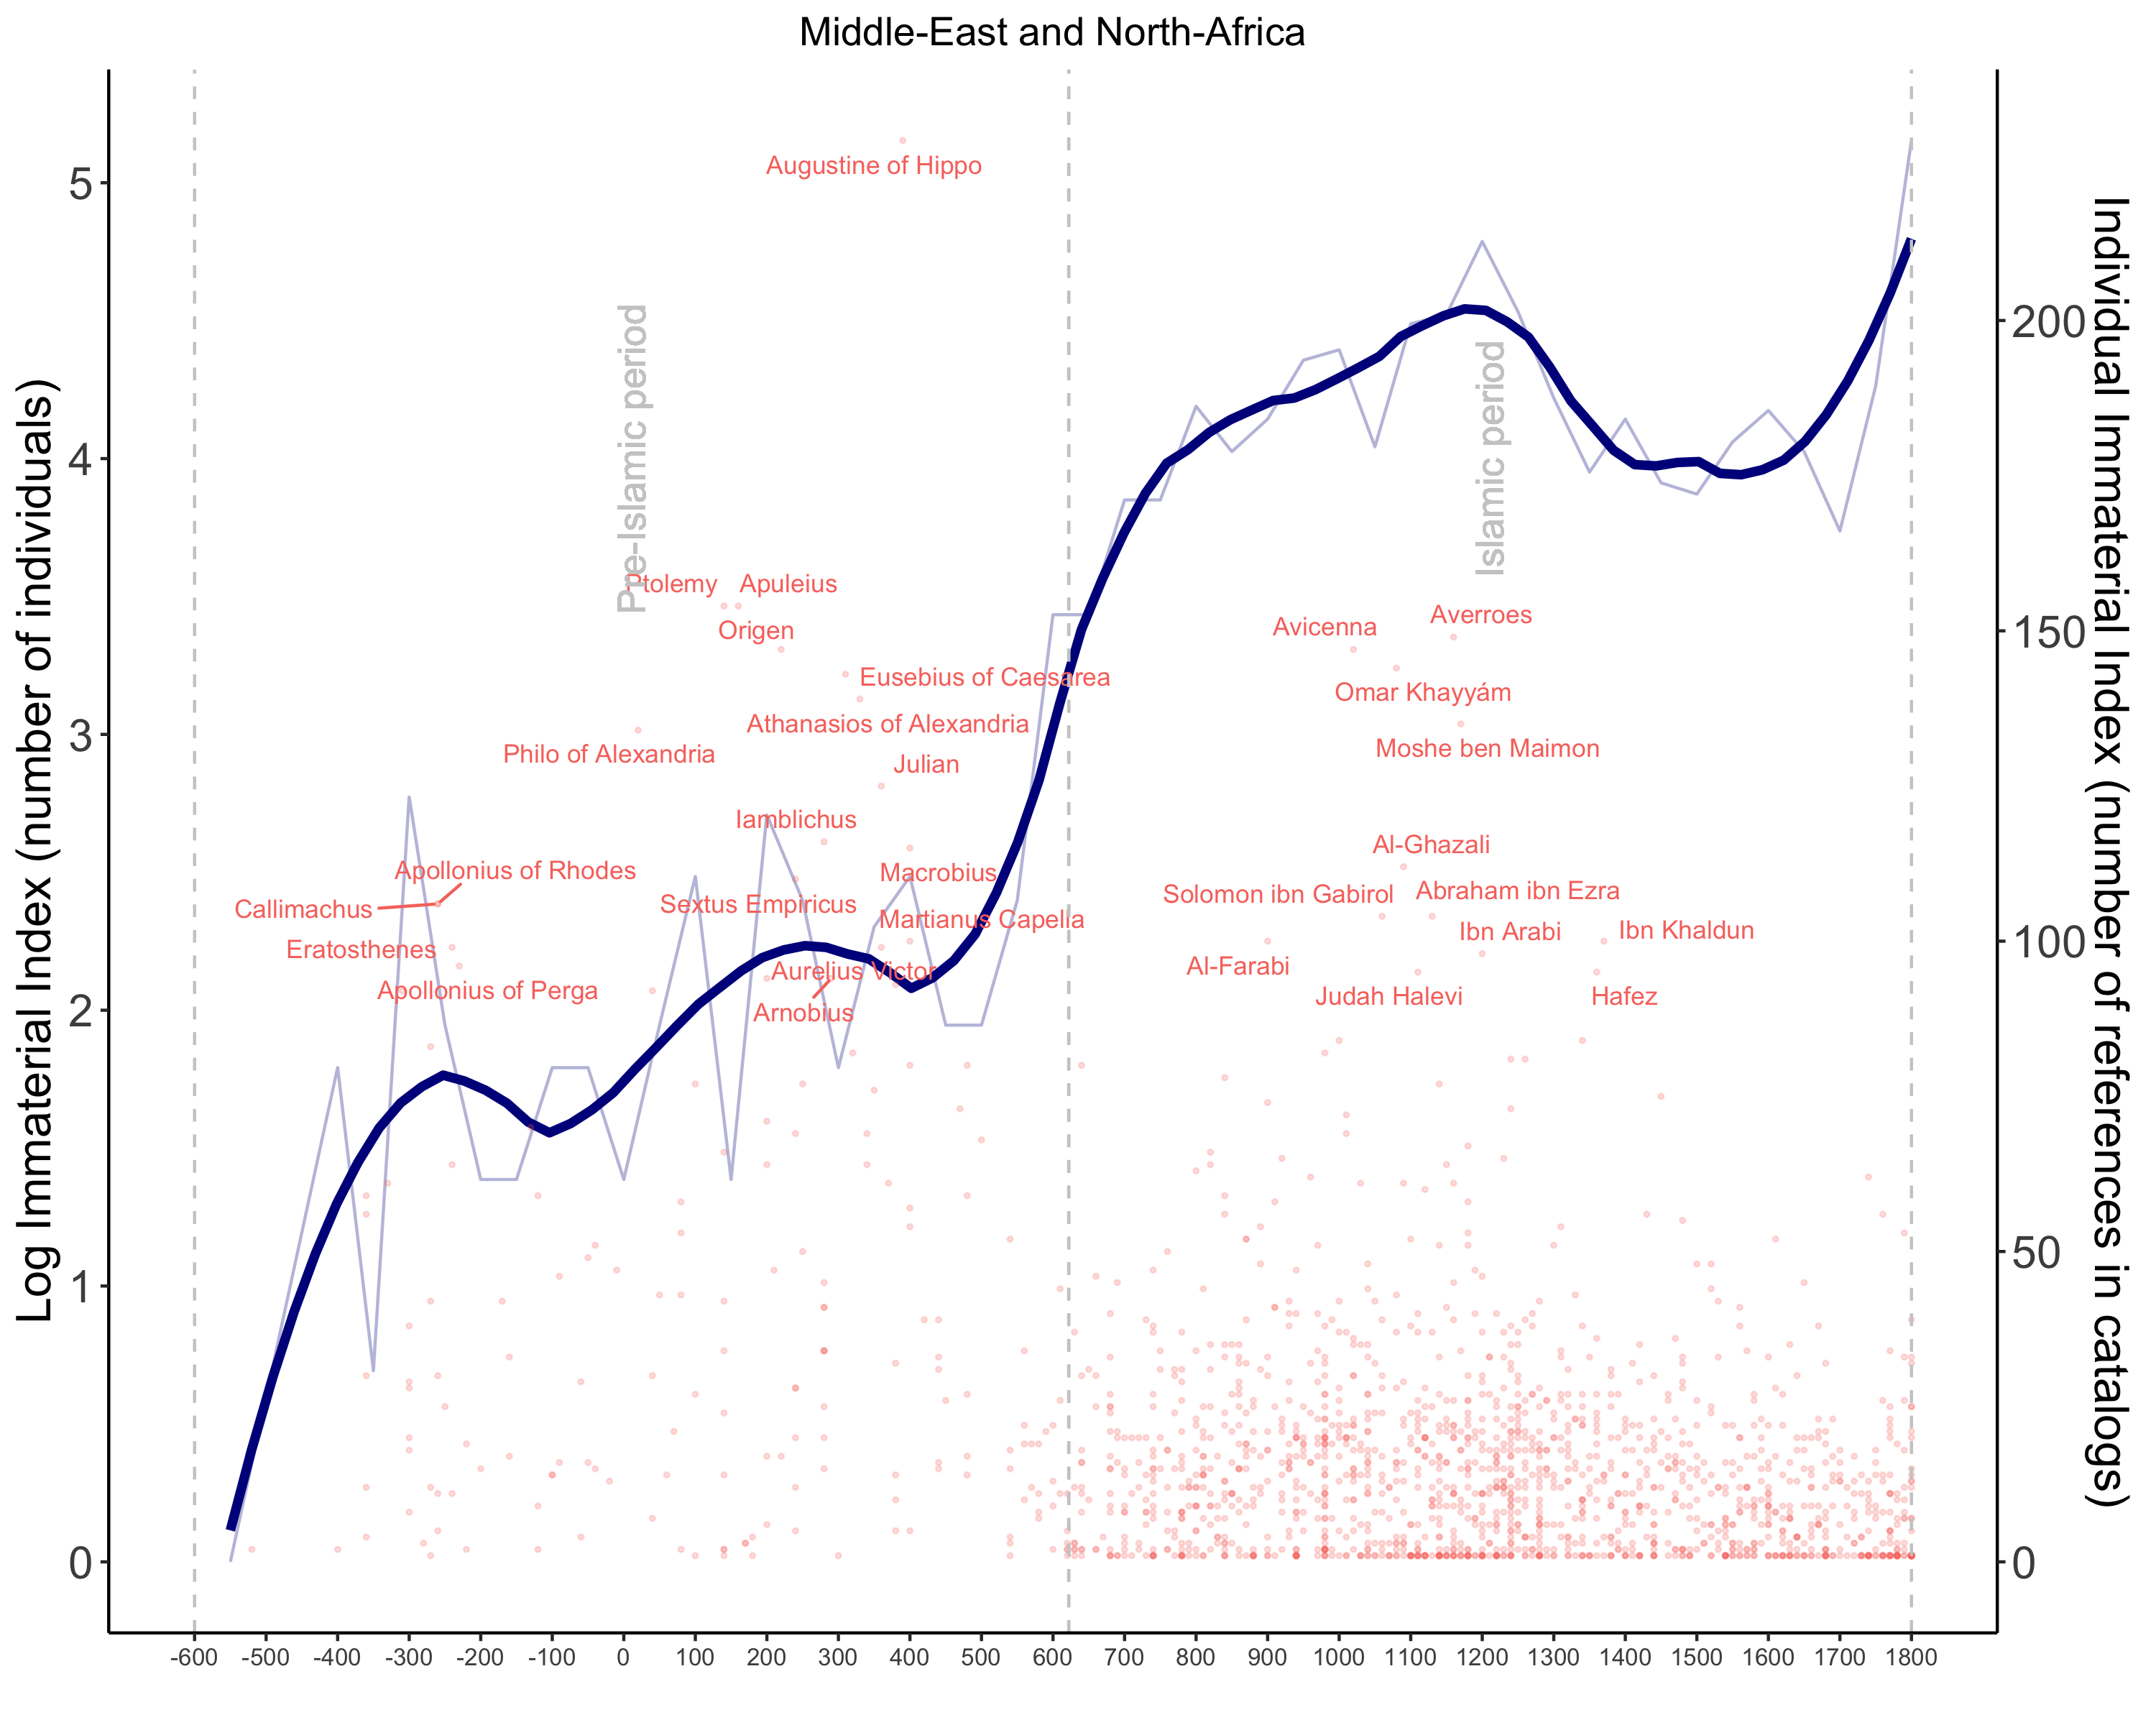 Middle-East and North-Africa
Log Immaterial Index (number of individuals)
5
4
3
2
1
0
Individual Immaterial Index (number of references in catalogs)
200
150
100
50
0
Pre-Islamic period
Islamic period
Augustine of Hippo
Ptolemy
Apuleius
Origen
Eusebius of Caesarea
Athanasios of Alexandria
Philo of Alexandria
Julian
Iamblichus
Apollonius of Rhodes
Callimachus
Macrobius
Sextus Empiricus
Martianus Capella
Eratosthenes
Aurelius Victor
Apollonius of Perga
Arnobius
Avicenna
Averroes
Omar Khayyám
Moshe ben Maimon
Al-Ghazali
Solomon ibn Gabirol
Abraham ibn Ezra
Ibn Arabi
Ibn Khaldun
Al-Farabi
Judah Halevi
Hafez
-600 -500 -400 -300 -200 -100 0 100 200 300 400 500 600 700 800 900 1000 1100 1200 1300 1400 1500 1600 1700 1800